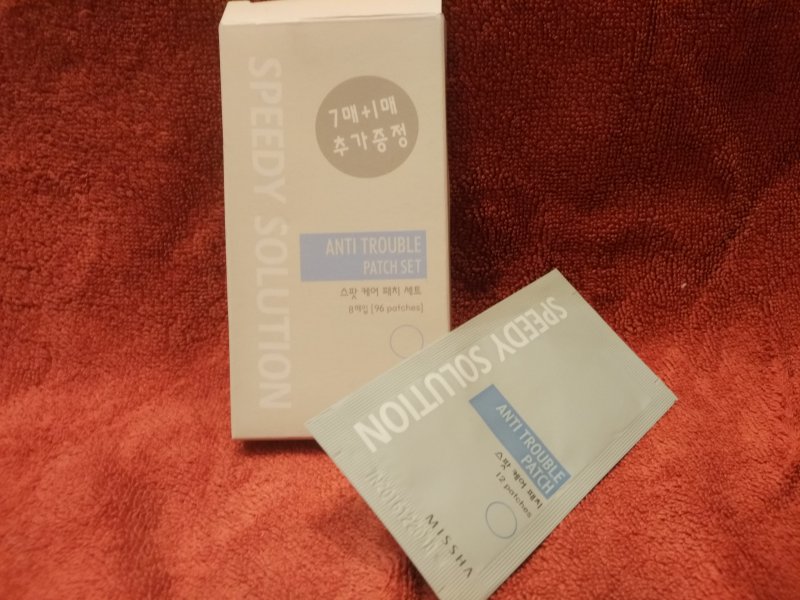 SPEEDY SOLUTION
7매+1매
추가증정
ANTI TROUBLE
PATCH SET
스팟 케어 패치 세트
8매입 [96 patches]
SPEEDY SOLUTION
ANTI TROUBLE
PATCH
스팟 케어 패치
12 patches
MISSHA